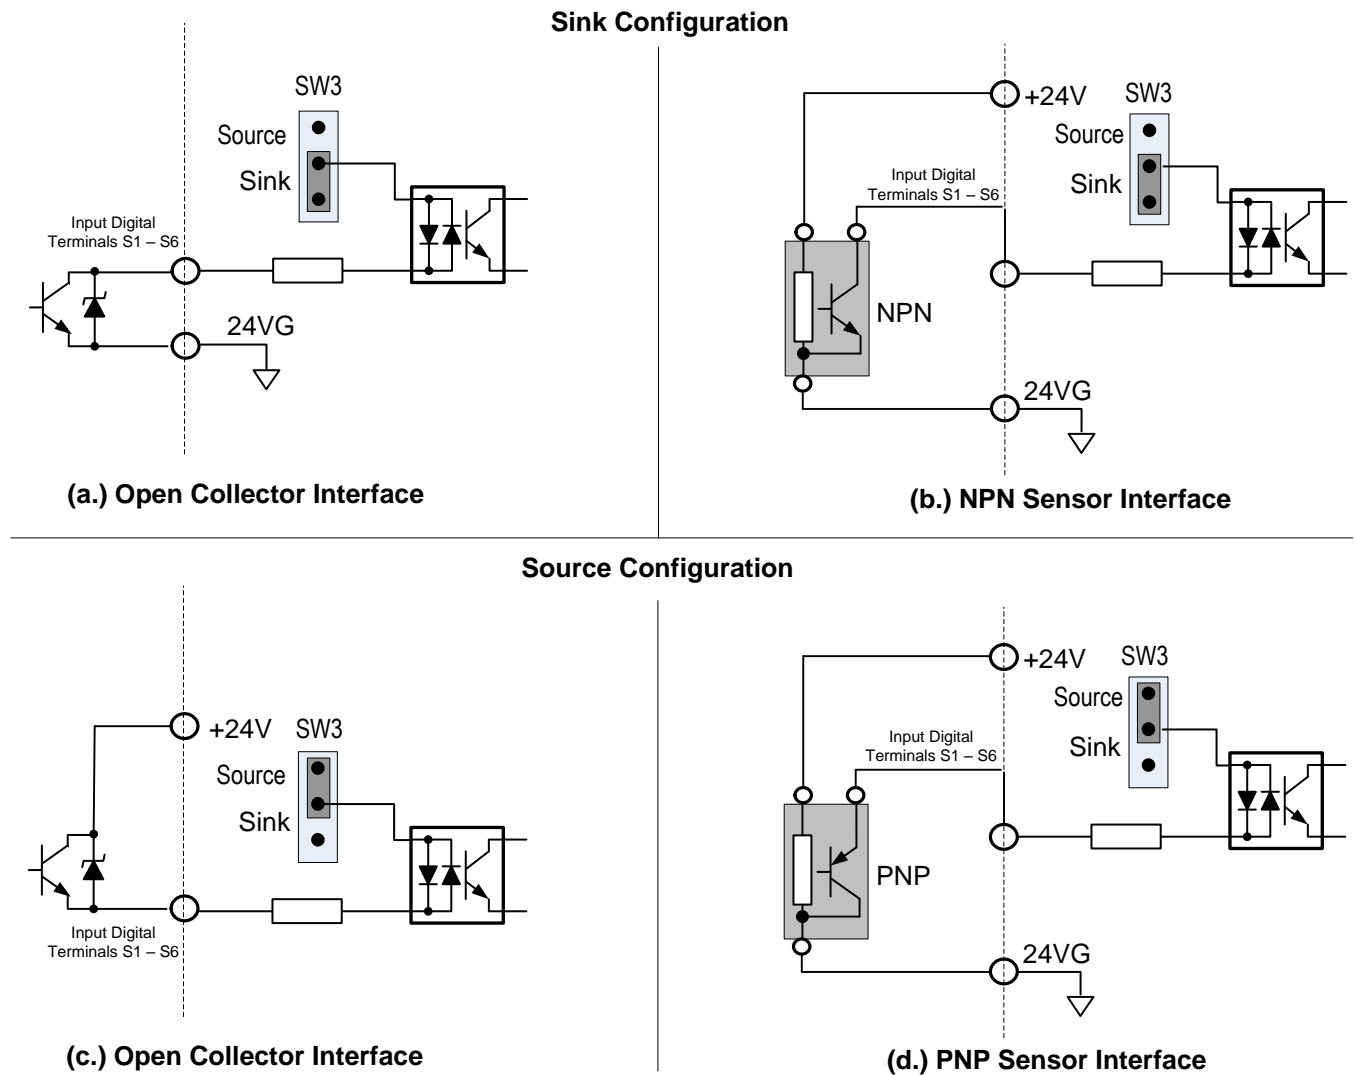 Sink Configuration
SW3
Source
Sink
Input Digital
Terminals S1 – S6
24VG
(a.) Open Collector Interface
+24V
SW3
Source
Sink
Input Digital
Terminals S1 – S6
NPN
24VG
(b.) NPN Sensor Interface
Source Configuration
+24V
SW3
Source
Sink
Input Digital
Terminals S1 – S6
(c.) Open Collector Interface
+24V
SW3
Source
Sink
Input Digital
Terminals S1 – S6
PNP
24VG
(d.) PNP Sensor Interface